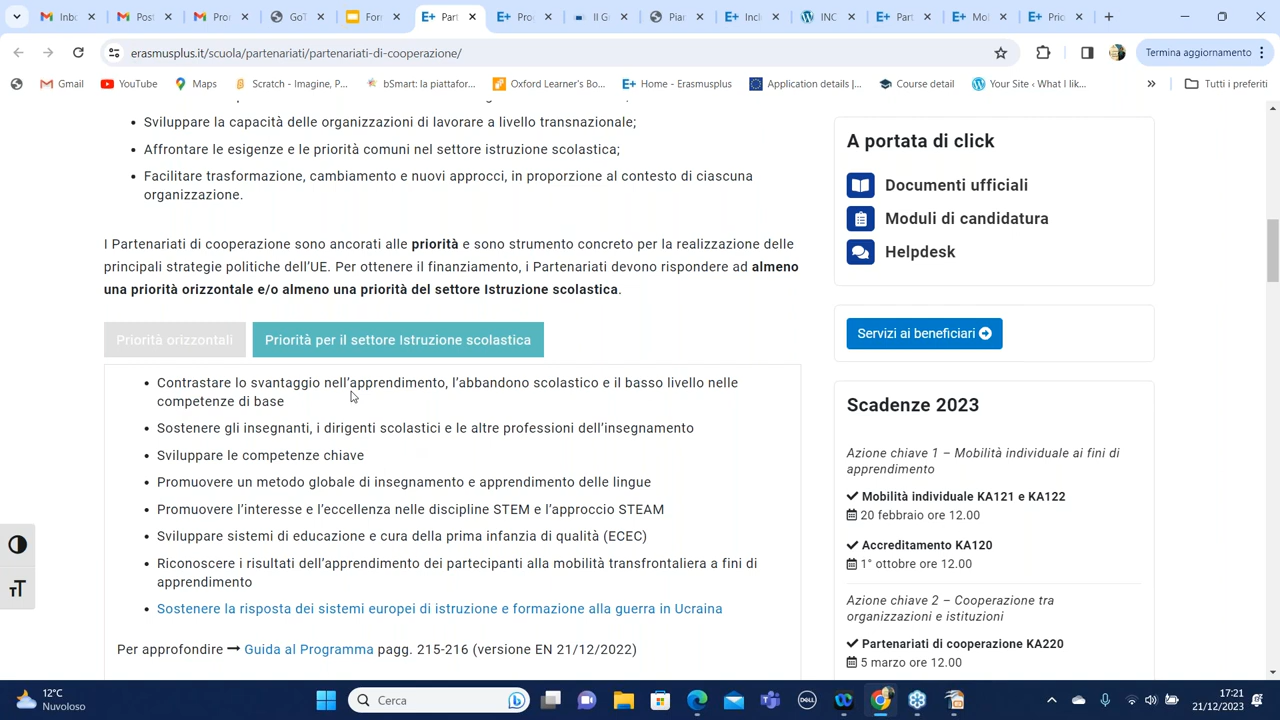 Inb
Post
Pro
GoT
For
Part
Pro
Il G
Piar
Incl
INC
Part
Mo
Prio
erasmusplus.it/scuola/partenariati/partenariati-di-cooperazione/
Termina aggiornamento
Gmail
YouTube
Maps
Scratch - Imagine, P...
bSmart: la piattafor...
Oxford Learner's Bo...
Home - Erasmusplus
Application details |...
Course detail
Your Site ‹ What I lik...
»
Tutti i preferiti
Sviluppare la capacità delle organizzazioni di lavorare a livello transnazionale;
Affrontare le esigenze e le priorità comuni nel settore istruzione scolastica;
Facilitare trasformazione, cambiamento e nuovi approcci, in proporzione al contesto di ciascuna
organizzazione.
I Partenariati di cooperazione sono ancorati alle priorità e sono strumento concreto per la realizzazione delle
principali strategie politiche dell'UE. Per ottenere il finanziamento, i Partenariati devono rispondere ad almeno
una priorità orizzontale e/o almeno una priorità del settore Istruzione scolastica.
Priorità orizzontali
Priorità per il settore Istruzione scolastica
Contrastare lo svantaggio nell'apprendimento, l'abbandono scolastico e il basso livello nelle
competenze di base
Sostenere gli insegnanti, i dirigenti scolastici e le altre professioni dell'insegnamento
Sviluppare le competenze chiave
Promuovere un metodo globale di insegnamento e apprendimento delle lingue
Promuovere l'interesse e l'eccellenza nelle discipline STEM e l'approccio STEAM
Sviluppare sistemi di educazione e cura della prima infanzia di qualità (ECEC)
Riconoscere i risultati dell'apprendimento dei partecipanti alla mobilità transfrontaliera a fini di
apprendimento
Sostenere la risposta dei sistemi europei di istruzione e formazione alla guerra in Ucraina
Per approfondire ➞ Guida al Programma pagg. 215-216 (versione EN 21/12/2022)
A portata di click
Documenti ufficiali
Moduli di candidatura
Helpdesk
Servizi ai beneficiari
Scadenze 2023
Azione chiave 1 – Mobilità individuale ai fini di
apprendimento
Mobilità individuale KA121 e KA122
20 febbraio ore 12.00
Accreditamento KA120
1° ottobre ore 12.00
Azione chiave 2 – Cooperazione tra
organizzazioni e istituzioni
Partenariati di cooperazione KA220
5 marzo ore 12.00
12°C
Nuvoloso
Cerca
17:21
21/12/2023